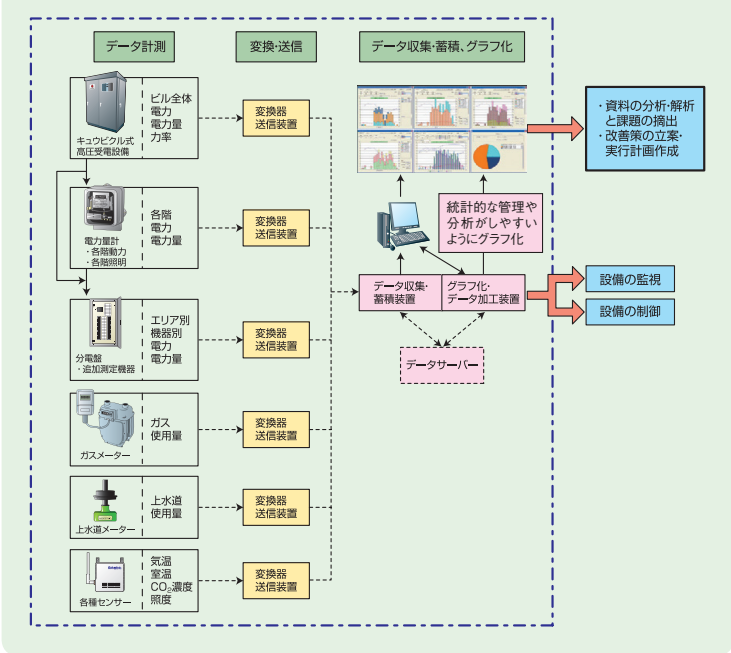 データ計測
変換・送信
データ収集・蓄積、グラフ化
キュウビクル式
高圧受電設備
ビル全体
電力
電力量
力率
変換器
送信装置
電力量計
・各階動力
・各階照明
各階
電力
電力量
変換器
送信装置
分電盤
・追加測定機器
エリア別
機器別
電力
電力量
変換器
送信装置
ガスメーター
ガス
使用量
変換器
送信装置
上水道メーター
上水道
使用量
変換器
送信装置
各種センサー
気温
室温
CO₂濃度
照度
変換器
送信装置
統計的な管理や
分析がしやすい
ようにグラフ化
データ収集・
蓄積装置
グラフ化・
データ加工装置
データサーバー
・資料の分析・解析
と課題の摘出
・改善策の立案・
実行計画作成
設備の監視
設備の制御